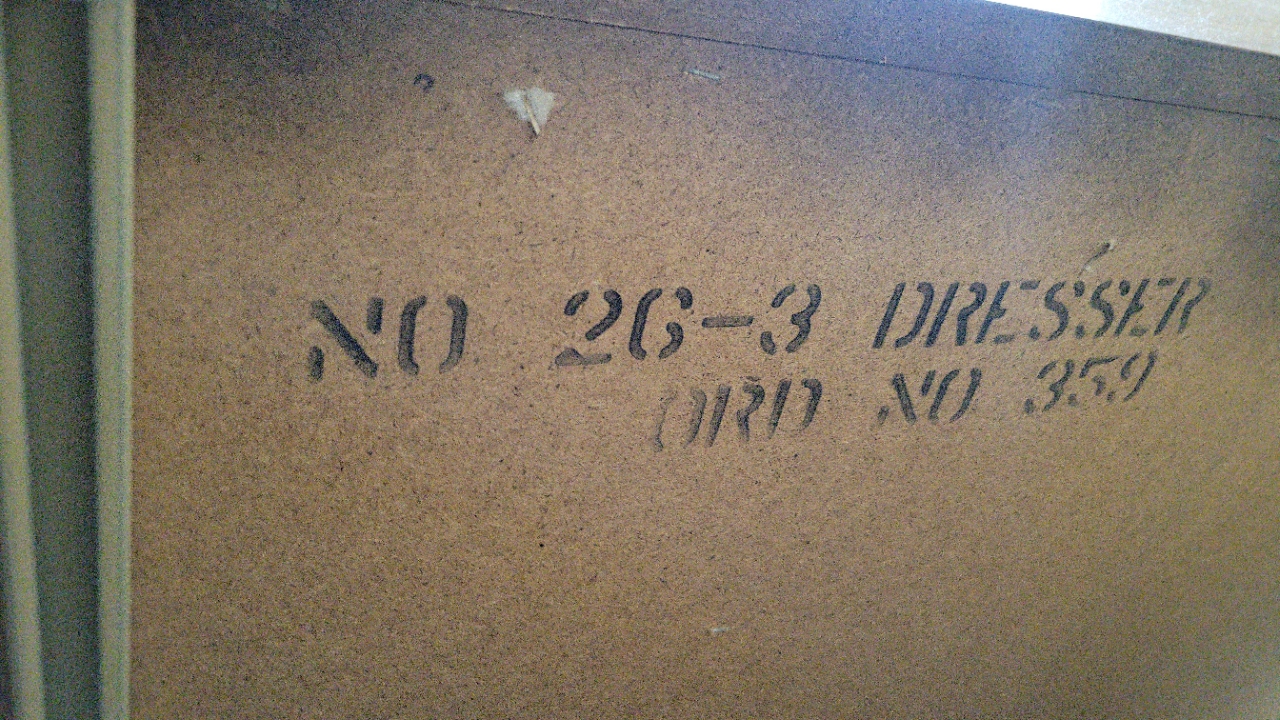 NO 26-3 DRESSER
ORD NO 359